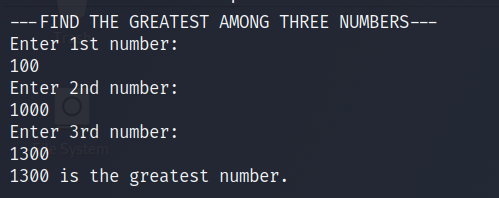 ---FIND THE GREATEST AMONG THREE NUMBERS---
Enter 1st number:
100
Enter 2nd number:
1000
Enter 3rd number:
1300
System
1300 is the greatest number.